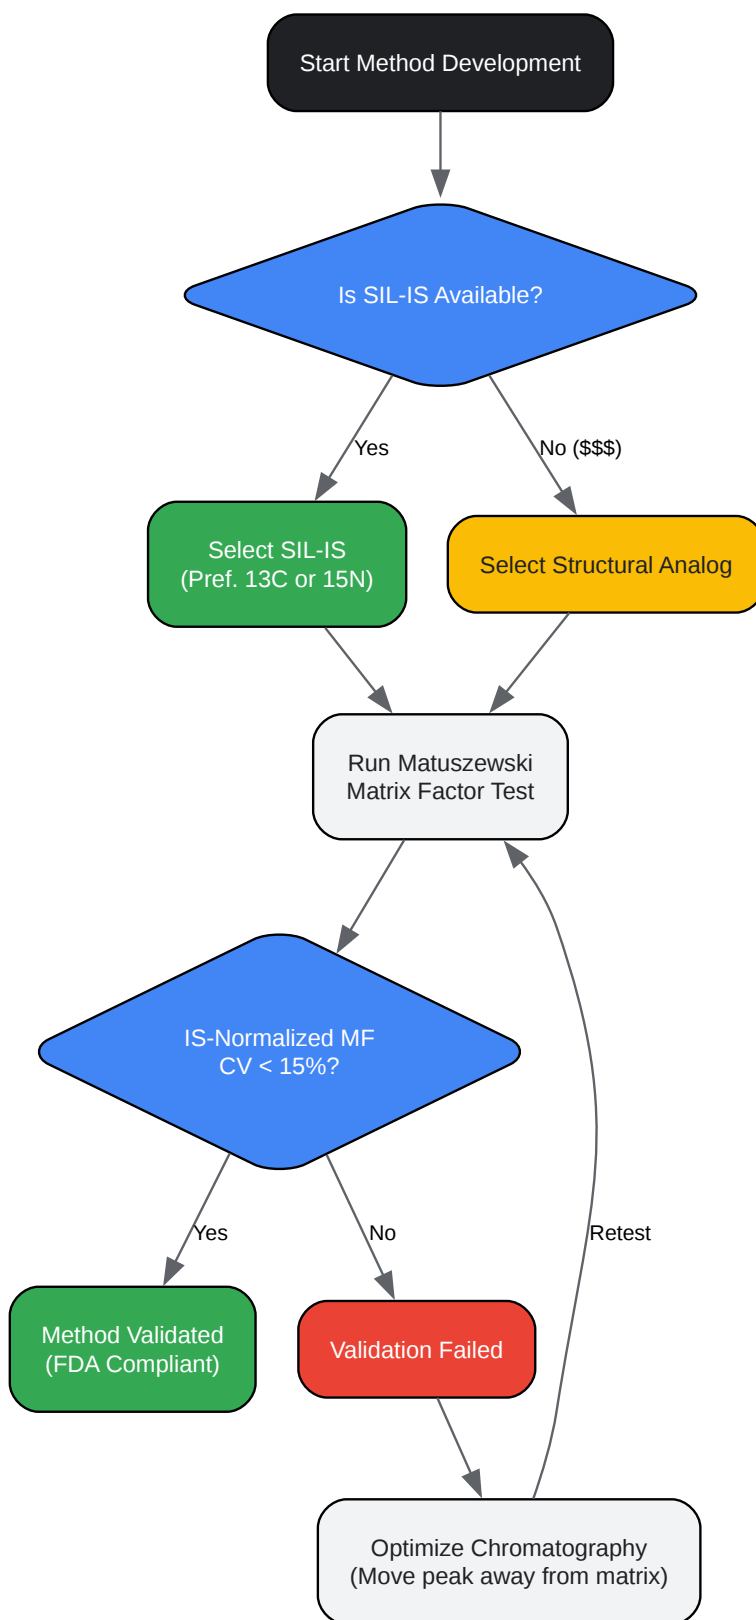 Start Method Development
Is SIL-IS Available?
Yes
No ($$$)
Select SIL-IS
(Pref. 13C or 15N)
Select Structural Analog
Run Matuszewski
Matrix Factor Test
IS-Normalized MF
CV < 15%?
Yes
No
Retest
Method Validated
(FDA Compliant)
Validation Failed
Optimize Chromatography
(Move peak away from matrix)